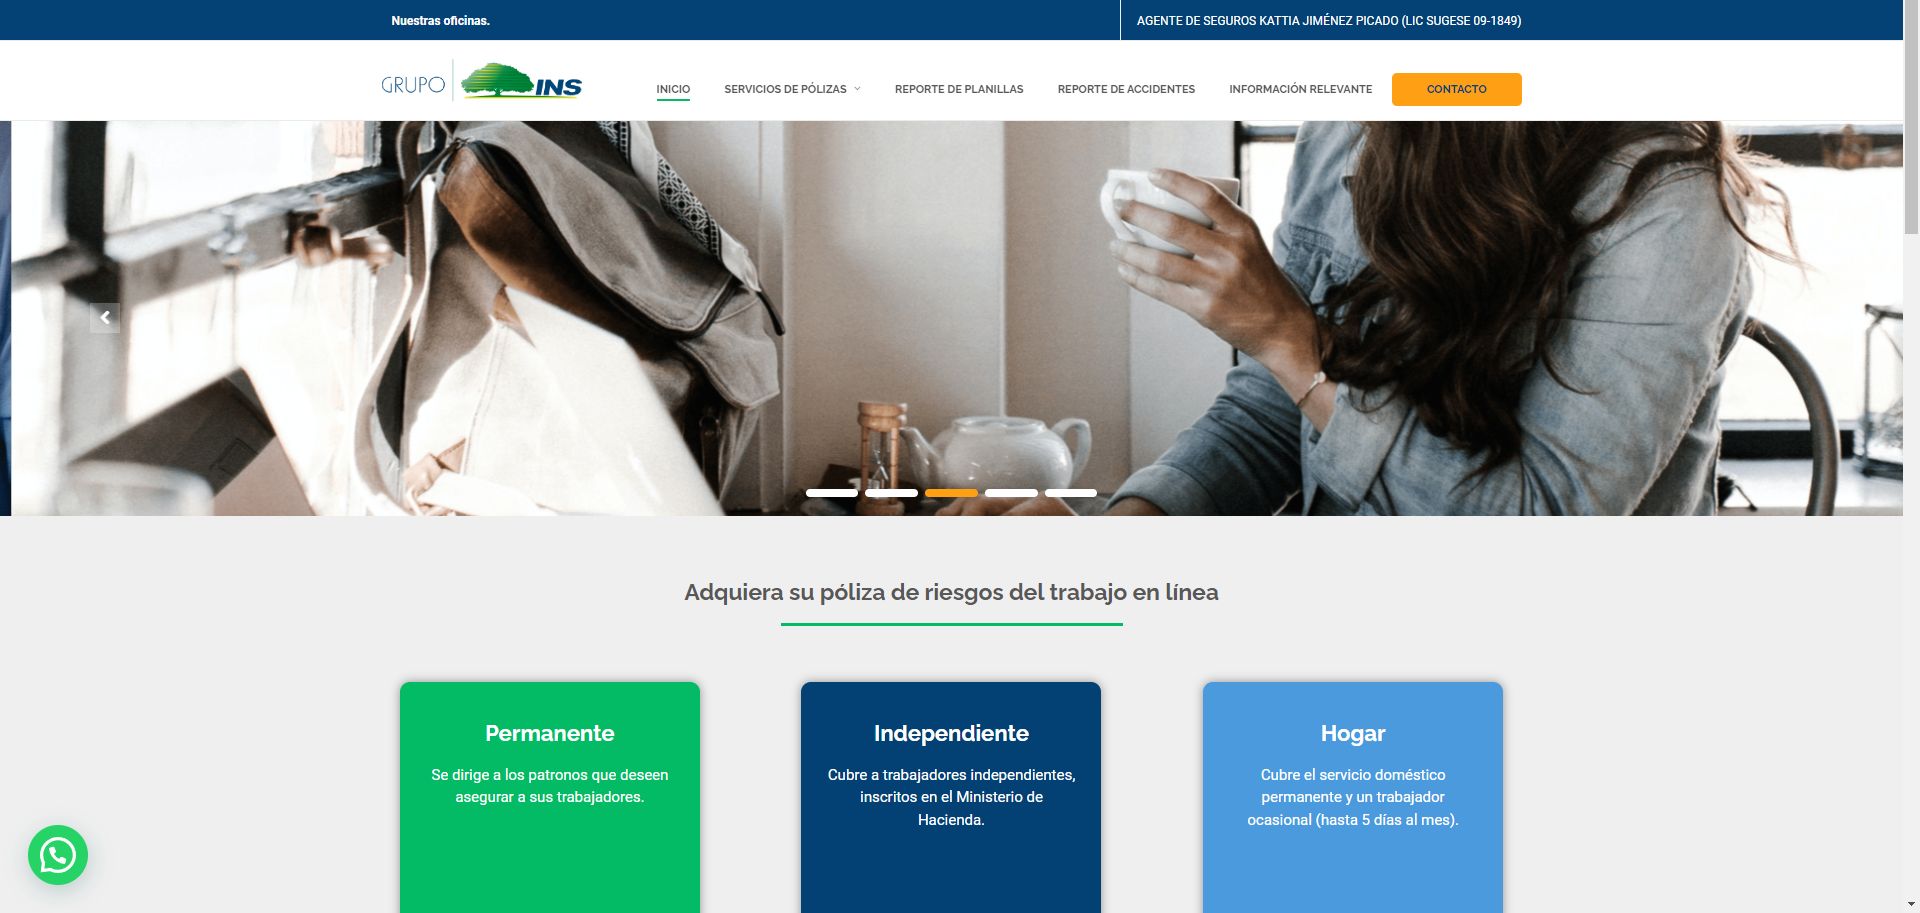 Nuestras oficinas.
AGENTE DE SEGUROS KATTIA JIMÉNEZ PICADO (LIC SUGESE 09-1849)
GRUPO INS
INICIO
SERVICIOS DE PÓLIZAS
REPORTE DE PLANILLAS
REPORTE DE ACCIDENTES
INFORMACIÓN RELEVANTE
CONTACTO
Adquiera su póliza de riesgos del trabajo en línea
Permanente
Se dirige a los patronos que deseen
asegurar a sus trabajadores.
Independiente
Cubre a trabajadores independientes,
inscritos en el Ministerio de
Hacienda.
Hogar
Cubre el servicio doméstico
permanente y un trabajador
ocasional (hasta 5 días al mes).